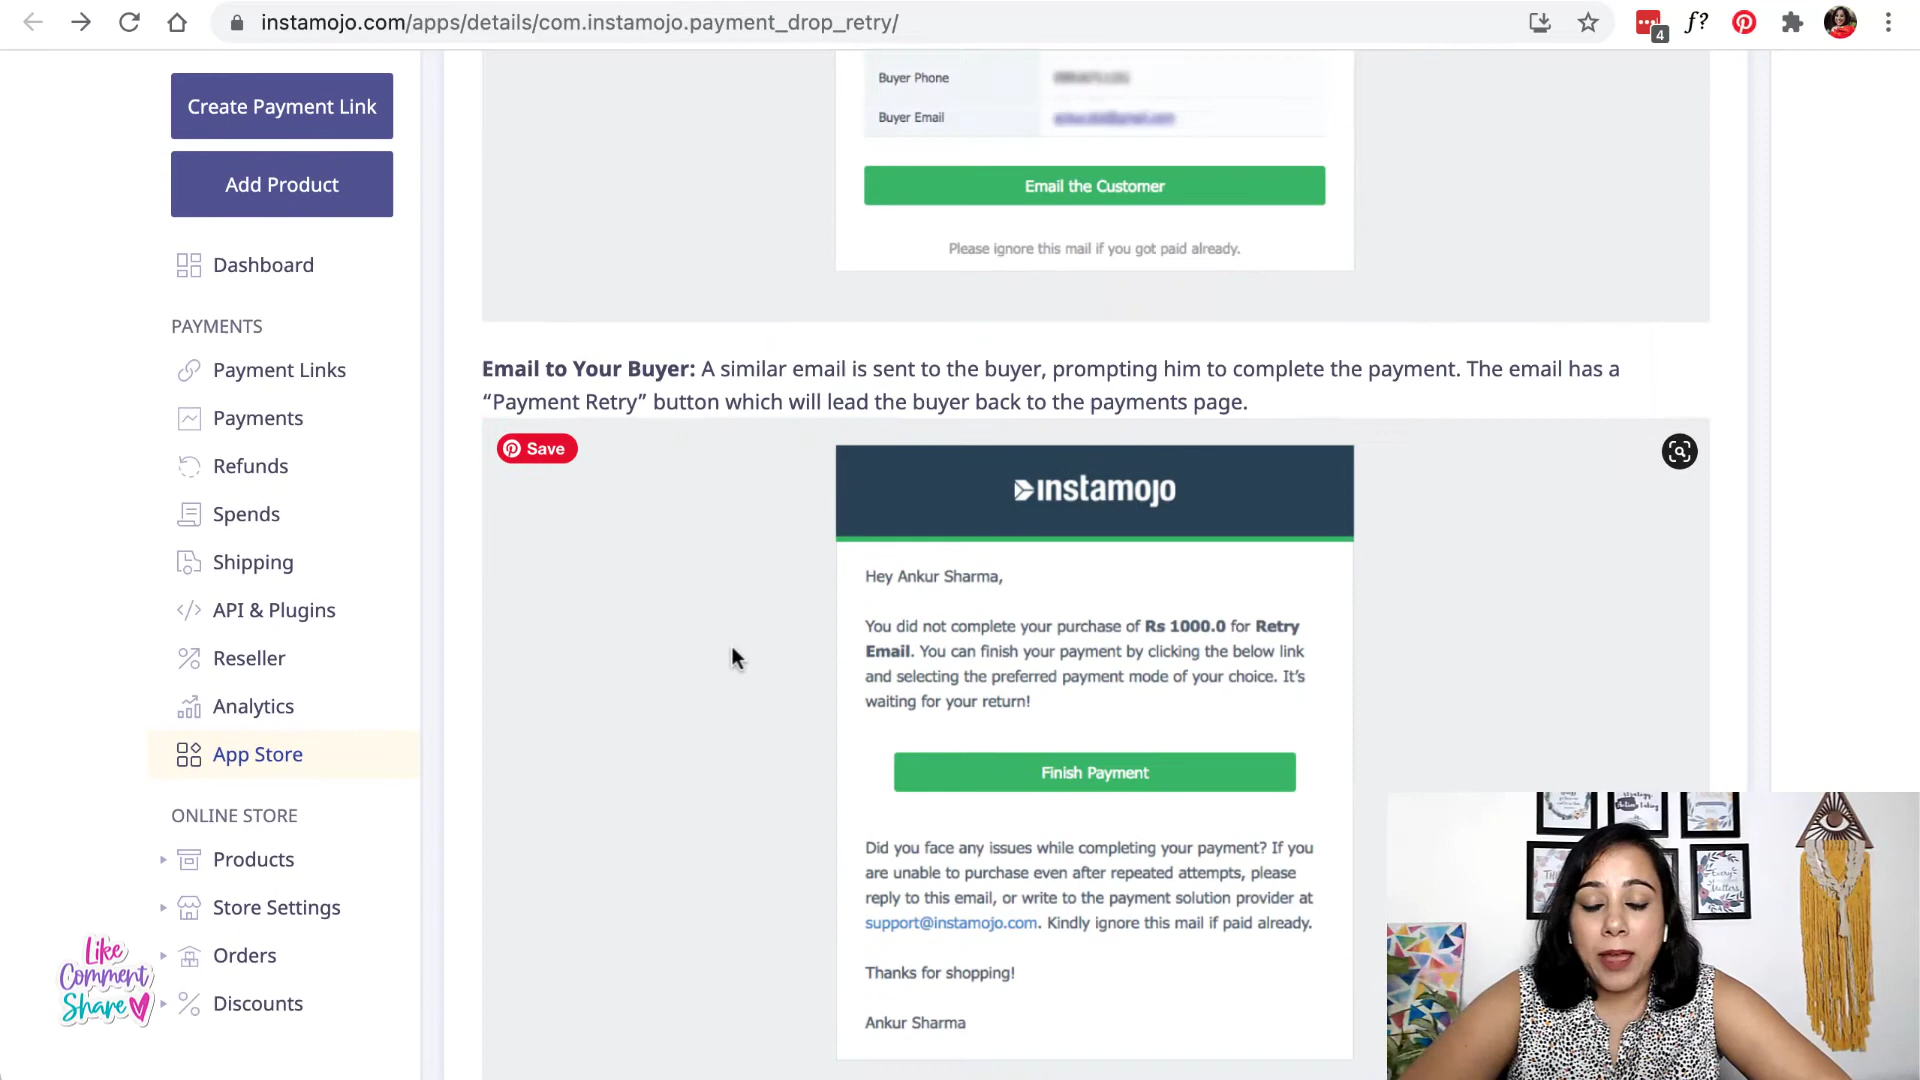 instamojo.com/apps/details/com.instamojo.payment_drop_retry/
4
f?
Create Payment Link
Add Product
Dashboard
PAYMENTS
Payment Links
Payments
Refunds
Spends
Shipping
API & Plugins
Reseller
Analytics
App Store
ONLINE STORE
Products
Store Settings
Orders
Discounts
Like
Comment
Share
Buyer Phone
Buyer Email
Email the Customer
Please ignore this mail if you got paid already.
Email to Your Buyer: A similar email is sent to the buyer, prompting him to complete the payment. The email has a
“Payment Retry” button which will lead the buyer back to the payments page.
Save
instamojo
Hey Ankur Sharma,
You did not complete your purchase of Rs 1000.0 for Retry
Email. You can finish your payment by clicking the below link
and selecting the preferred payment mode of your choice. It’s
waiting for your return!
Finish Payment
Did you face any issues while completing your payment? If you
are unable to purchase even after repeated attempts, please
reply to this email, or write to the payment solution provider at
support@instamojo.com. Kindly ignore this mail if paid already.
Thanks for shopping!
Ankur Sharma